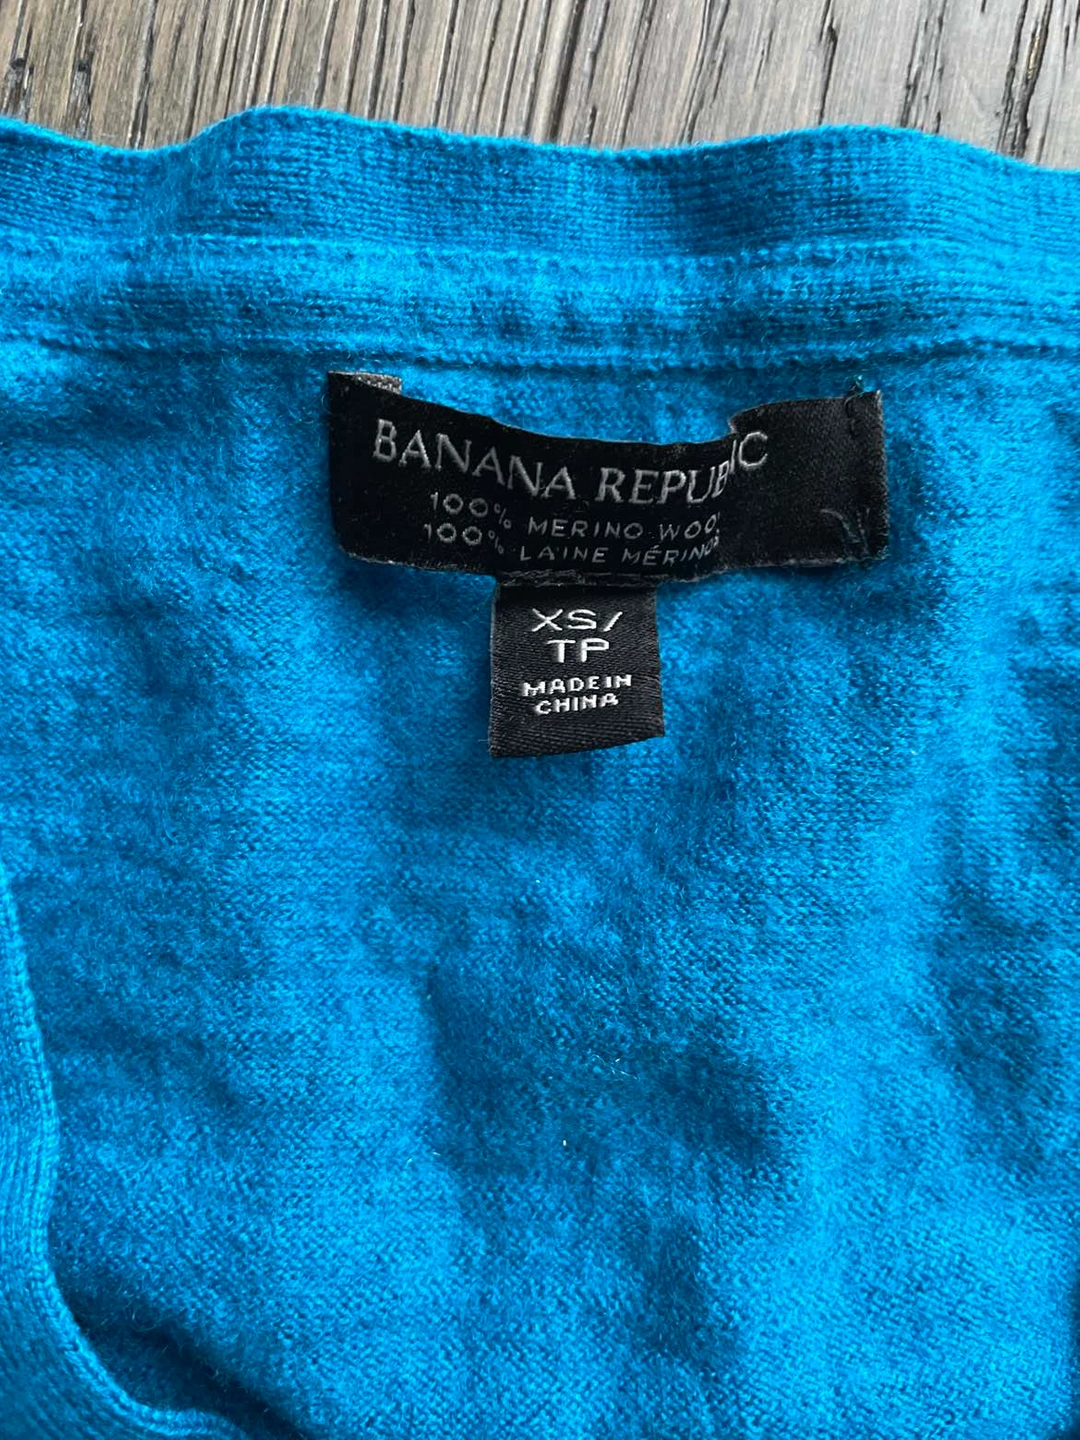 BANANA REPUBLIC
100% MERINO WOOL
100% LAINE MÉRINOS
XS/
TP
MADE IN
CHINA